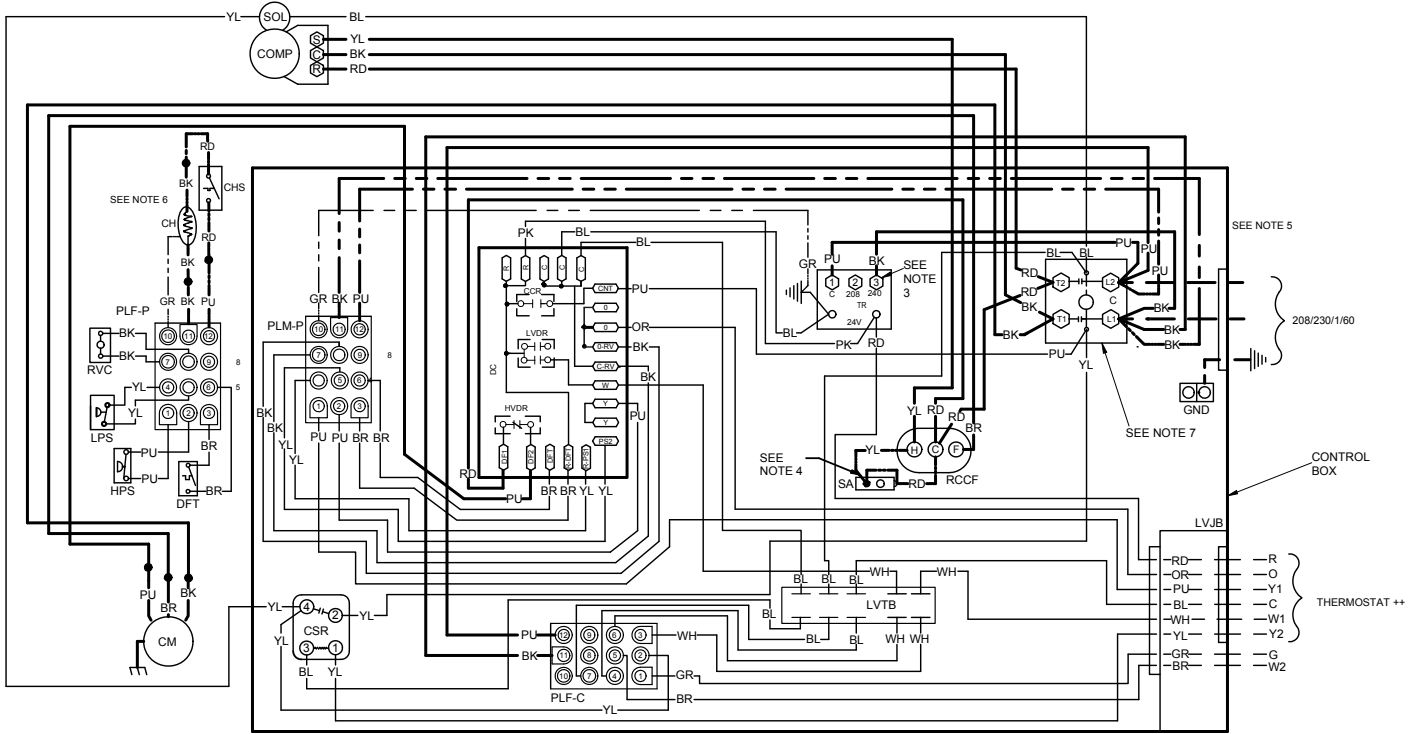 YL
SOL
BL
COMP
S
YL
C
BK
R
RD
RD
BK
CHS
SEE NOTE 6
CH
RD
BK
GR
BK
PU
PLF-P
10 11 12
BK
BK
RVC
7 9
8
YL
4 6
5
YL
LPS
1 2 3
PU
BR
PU
HPS
DFT
BR
PU
BR
BK
CM
GR
BK
PU
PLM-P
10 11 12
7 9
8
5 6
1 2 3
BK
BK
YL
YL
PU
PU
BR
BR
PK
BL
BL
R
R
C
C
C
CCR
CNT
PU
0
LVDR
0
OR
0-RV
BK
DC
C-RV
BK
W
HVDR
Y
PU
Y
PS2
DF1
DF2
DFT
R-DFT
R-PS1
RD
PU
BR
BR
YL
YL
GR
PU
BK
SEE
NOTE
3
1 2 3
C
208
240
TR
24V
BL
PK
RD
BL
BL
PU
PU
PU
RD
RD
BK
BK
T2
L2
C
T1
L1
BK
BK
BK
PU
YL
SEE NOTE 5
208/230/1/60
GND
SEE NOTE 7
YL
RD
RD
BR
H
C
F
YL
RCCF
SEE
NOTE 4
SA
RD
CONTROL
BOX
LVJB
RD
R
OR
O
PU
Y1
BL
C
WH
W1
YL
Y2
GR
G
BR
W2
THERMOSTAT ++
WH
WH
BL
BL
BL
LVTB
BL
BL
BL
WH
WH
YL
4
2
YL
CSR
YL
3
1
BL
YL
PU
12 9 6 3
WH
BK
11 8 5 2
10 7 4 1
GR
PLF-C
BR
YL